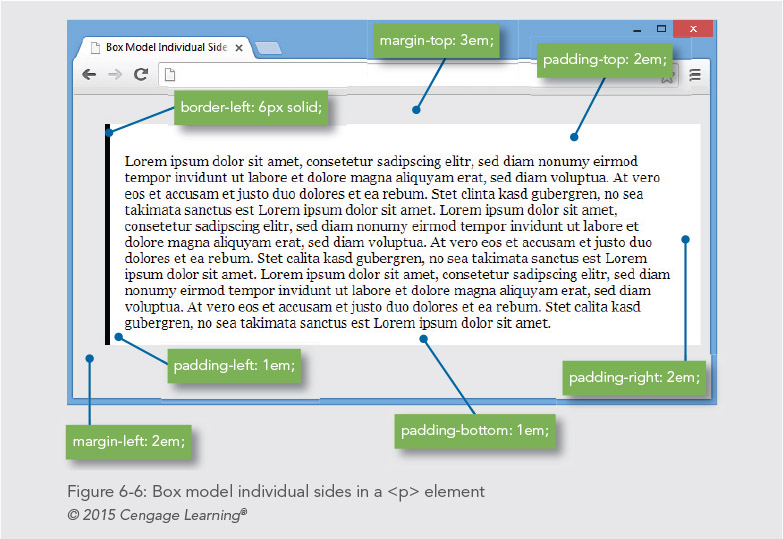 Box Model Individual Side
margin-top: 3em;
padding-top: 2em;
border-left: 6px solid;
Lorem ipsum dolor sit amet, consetetur sadipscing elitr, sed diam nonumy eirmod
tempor invidunt ut labore et dolore magna aliquyam erat, sed diam voluptua. At vero
eos et accusam et justo duo dolores et ea rebum. Stet clinta kasd gubergren, no sea
takimata sanctus est Lorem ipsum dolor sit amet. Lorem ipsum dolor sit amet,
consetetur sadipscing elitr, sed diam nonumy eirmod tempor invidunt ut labore et
dolore magna aliquyam erat, sed diam voluptua. At vero eos et accusam et justo duo
dolores et ea rebum. Stet calita kasd gubergren, no sea takimata sanctus est Lorem
ipsum dolor sit amet. Lorem ipsum dolor sit amet, consetetur sadipscing elitr, sed diam
nonumy eirmod tempor invidunt ut labore et dolore magna aliquyam erat, sed diam
voluptua. At vero eos et accusam et justo duo dolores et ea rebum. Stet calita kasd
gubergren, no sea takimata sanctus est Lorem ipsum dolor sit amet.
padding-left: 1em;
padding-right: 2em;
padding-bottom: 1em;
margin-left: 2em;
Figure 6-6: Box model individual sides in a <p> element
© 2015 Cengage Learning®